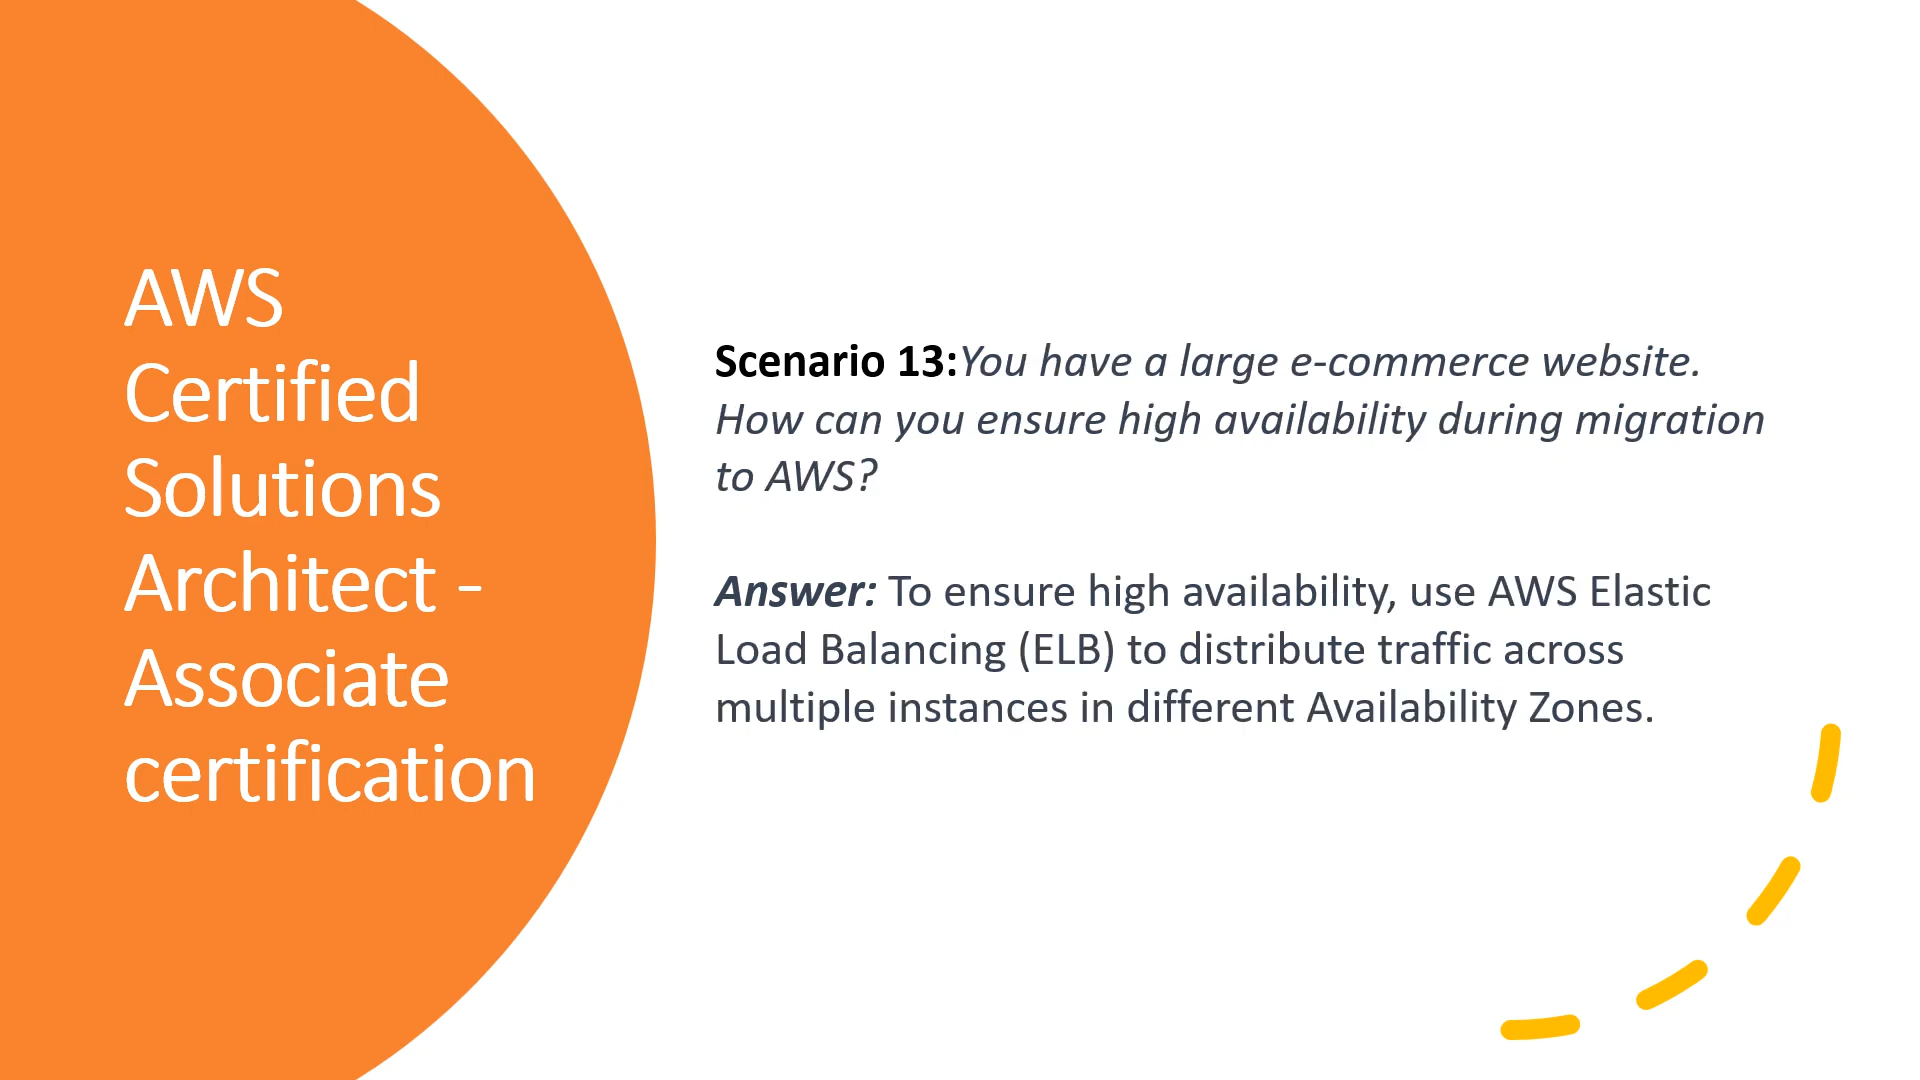 AWS
Certified
Solutions
Architect -
Associate
certification
Scenario 13:You have a large e-commerce website.
How can you ensure high availability during migration
to AWS?
Answer: To ensure high availability, use AWS Elastic
Load Balancing (ELB) to distribute traffic across
multiple instances in different Availability Zones.